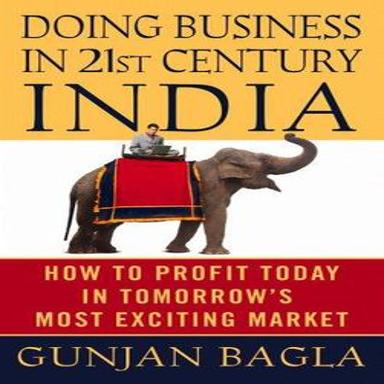 DOING BUSINESS
IN 21ST CENTURY
INDIA
HOW TO PROFIT TODAY
IN TOMORROW'S
MOST EXCITING MARKET
GUNJAN BAGLA